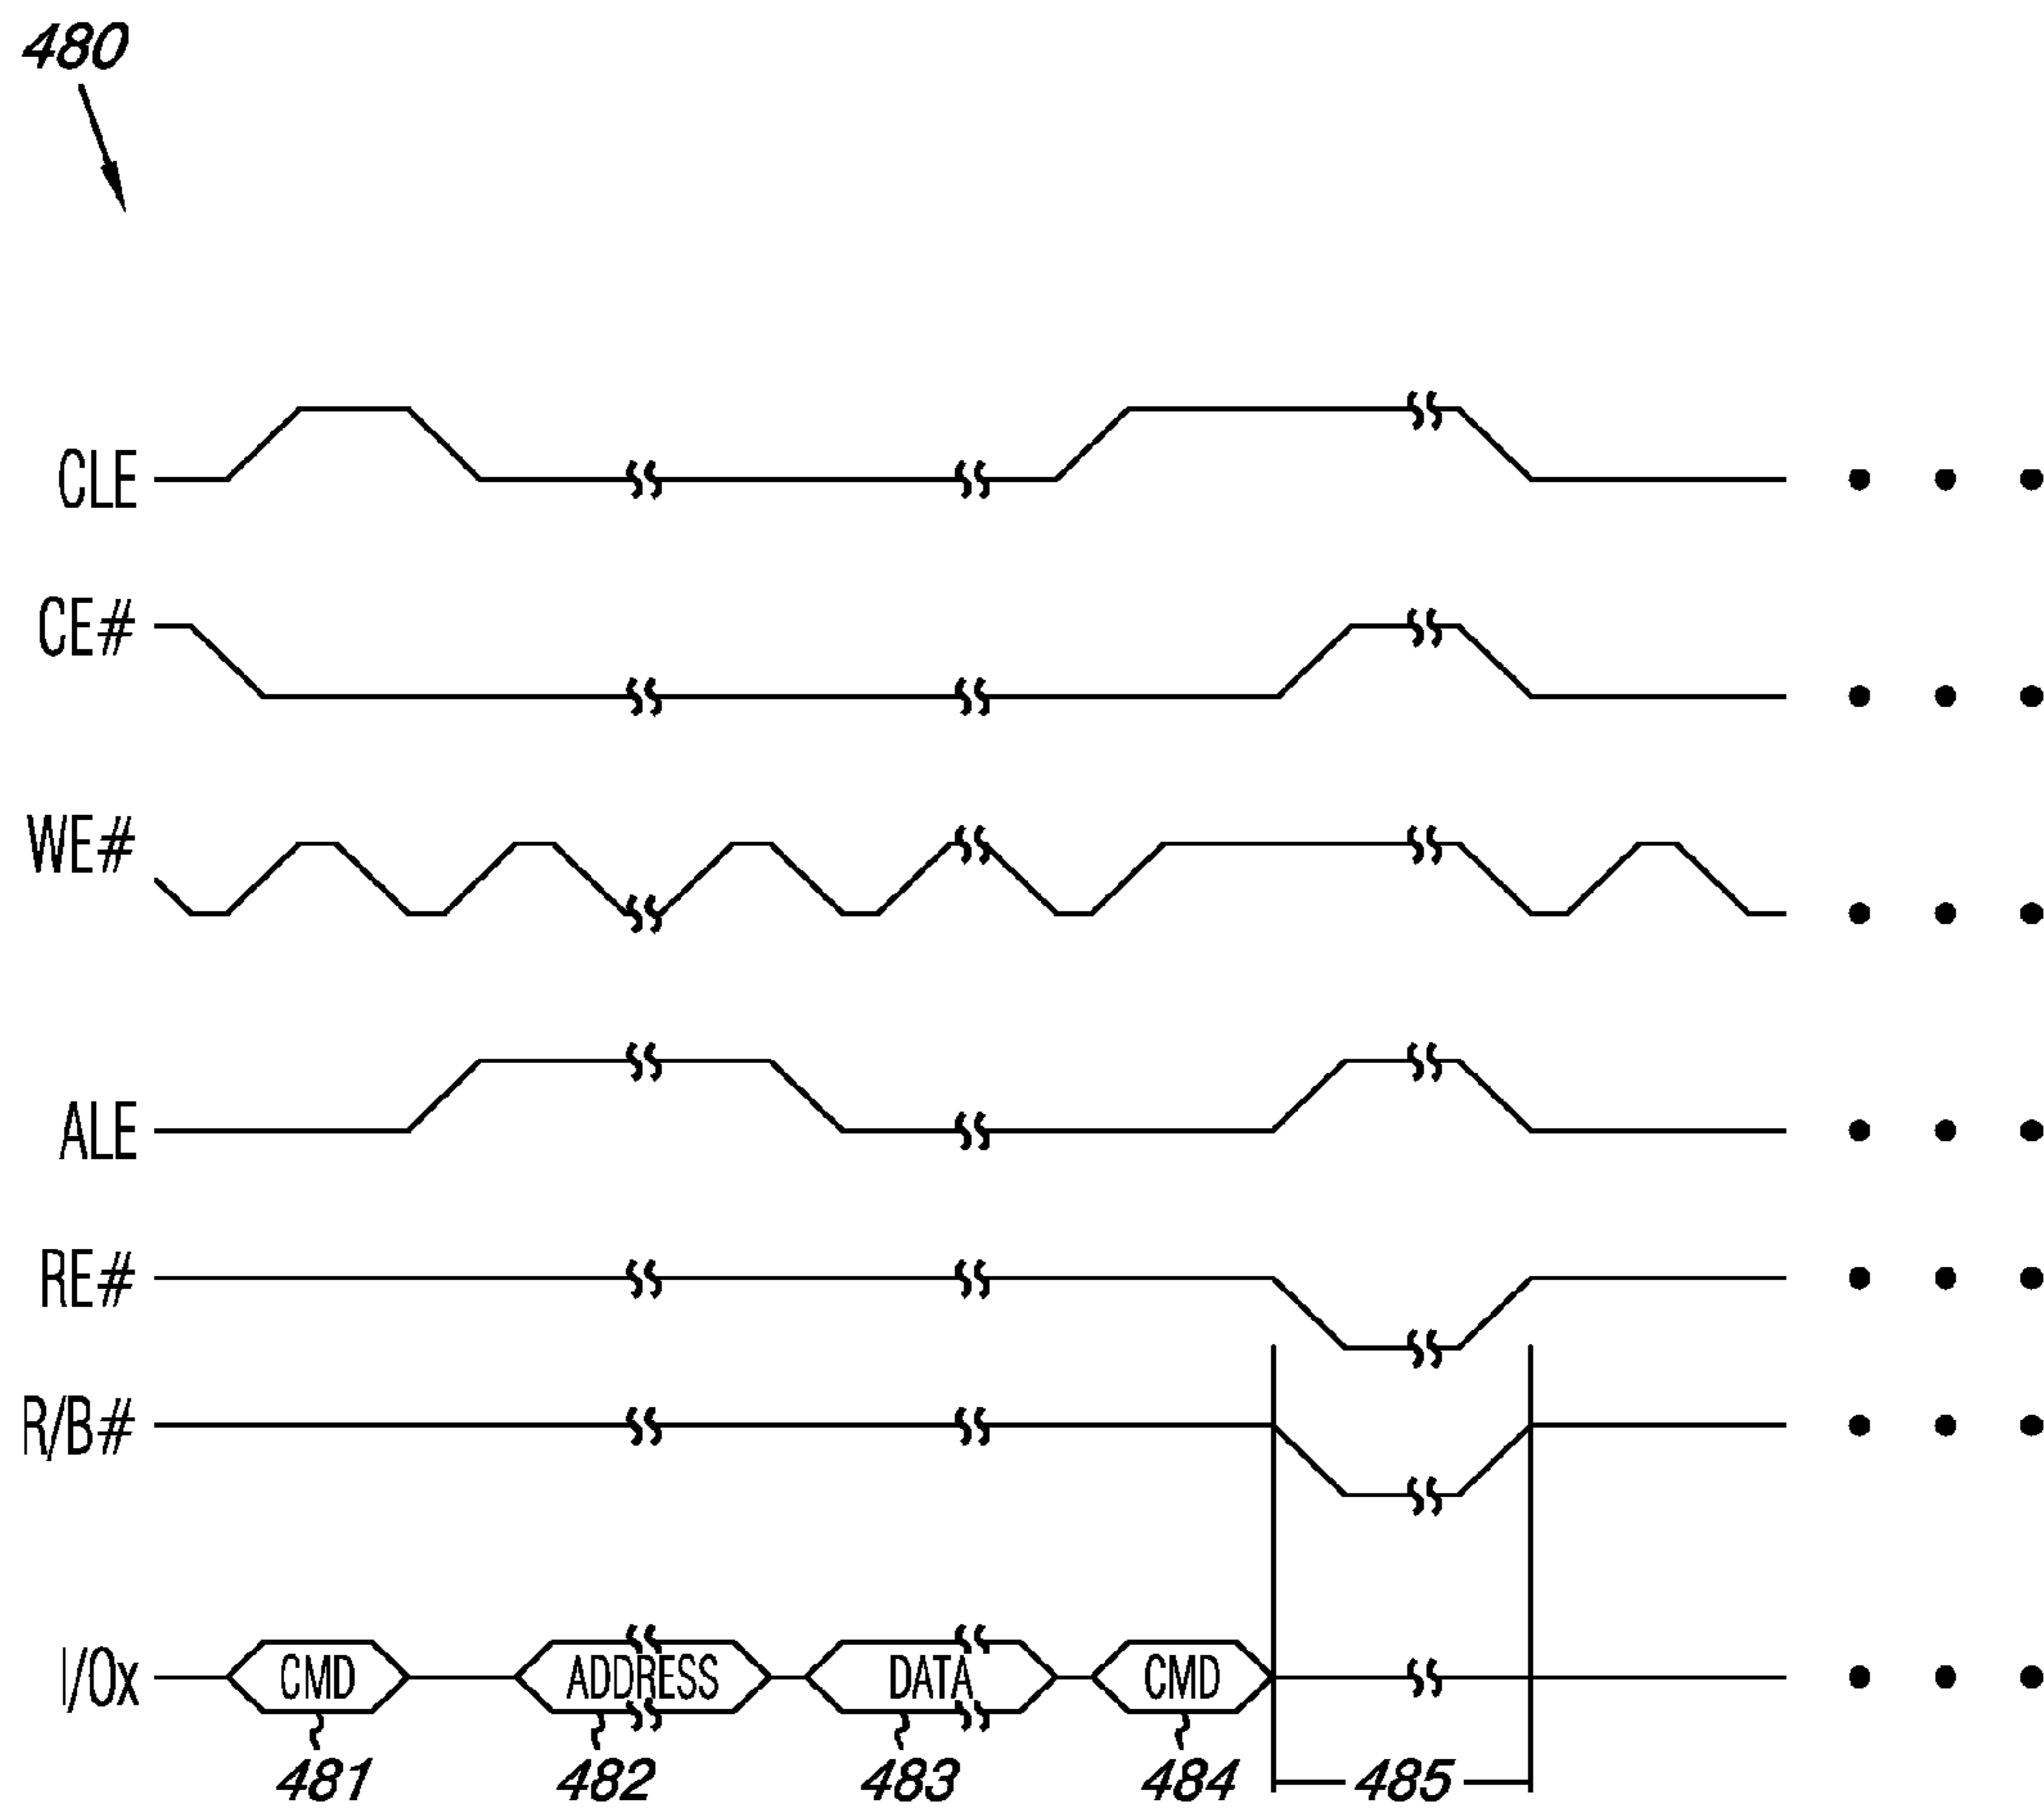 480
CLE
CE#
WE#
ALE
RE#
R/B#
I/Ox CMD ADDRESS DATA CMD
481 482 483 484 485